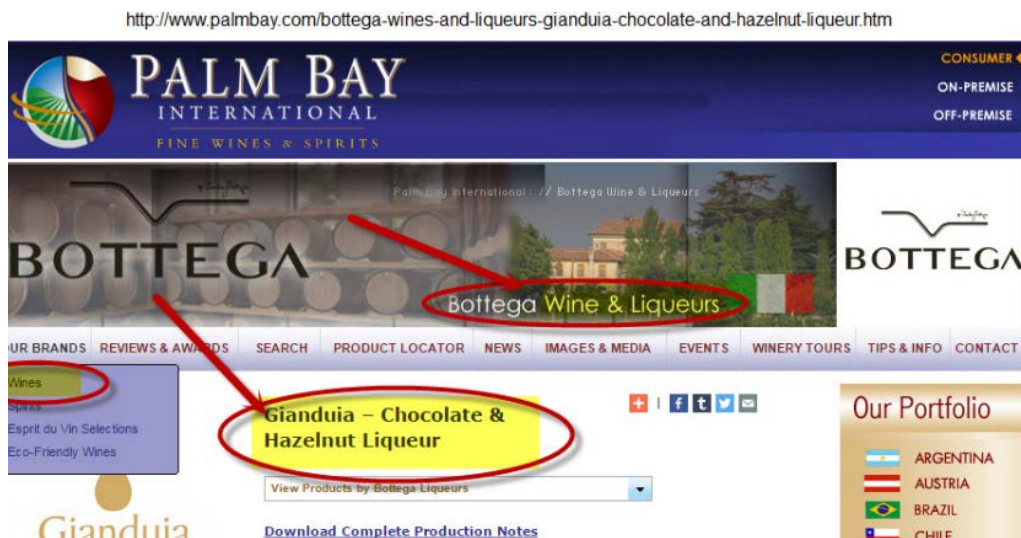 http://www.palmbay.com/bottega-wines-and-liqueurs-gianduia-chocolate-and-hazelnut-liqueur.htm
CONSUMER
PALM BAY
INTERNATIONAL
FINE WINES & SPIRITS
ON-PREMISE
OFF-PREMISE
Palm Bay International ::// Bottega Wine & Liqueurs
BOTTEGA
BOTTEGA
Bottega Wine & Liqueurs
OUR BRANDS REVIEWS & AWARDS SEARCH PRODUCT LOCATOR NEWS IMAGES & MEDIA EVENTS WINERY TOURS TIPS & INFO CONTACT
Wines
Spirits
Esprit du Vin Selections
Eco-Friendly Wines
Gianduia – Chocolate &
Hazelnut Liqueur
View Products by Bottega Liqueurs
Download Complete Production Notes
Gianduia
Our Portfolio
ARGENTINA
AUSTRIA
BRAZIL
CHILE